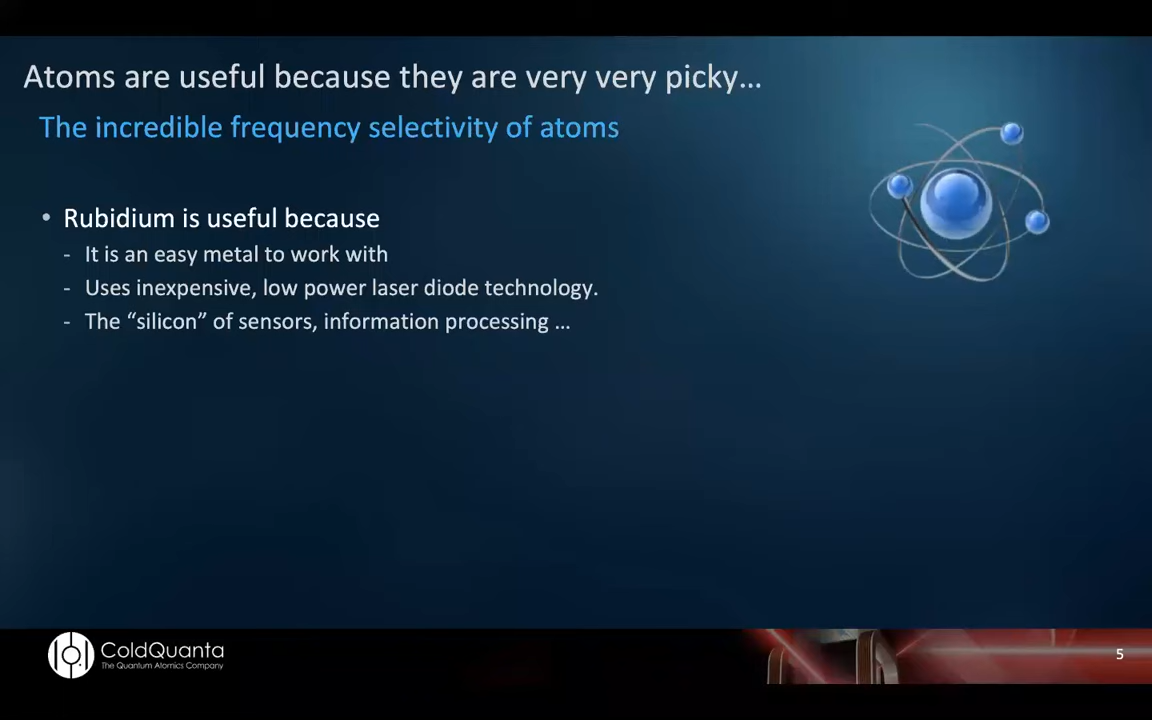 Atoms are useful because they are very very picky…
The incredible frequency selectivity of atoms
• Rubidium is useful because
- It is an easy metal to work with
- Uses inexpensive, low power laser diode technology.
- The “silicon” of sensors, information processing …
ColdQuanta
The Quantum Atomics Company
5